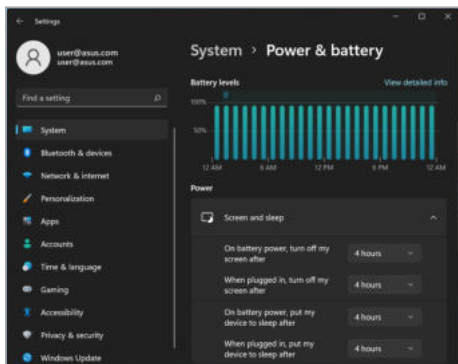 Settings
user@asus.com
user@asus.com
Find a setting
System
Bluetooth & devices
Network & internet
Personalization
Apps
Accounts
Time & language
Gaming
Accessibility
Privacy & security
Windows Update
System > Power & battery
Battery levels
View detailed info
100%
50%
12 AM 6 AM 12 PM 6 PM 12 AM
Power
Screen and sleep
On battery power, turn off my
screen after
4 hours
When plugged in, turn off my
screen after
4 hours
On battery power, put my
device to sleep after
4 hours
When plugged in, put my
device to sleep after
4 hours